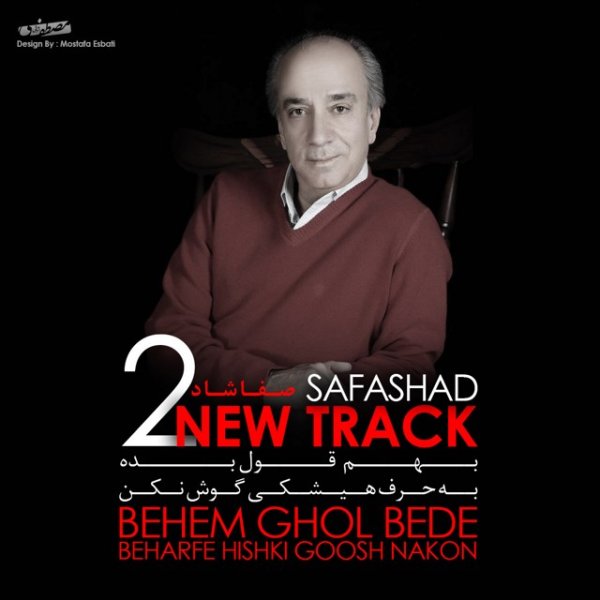 Design By : Mostafa Esbati
صفا شاد SAFASHAD
2 NEW TRACK
بهم قول بده
به حرف هیشکی گوش نکن
BEHEM GHOL BEDE
BEHARFE HISHKI GOOSH NAKON